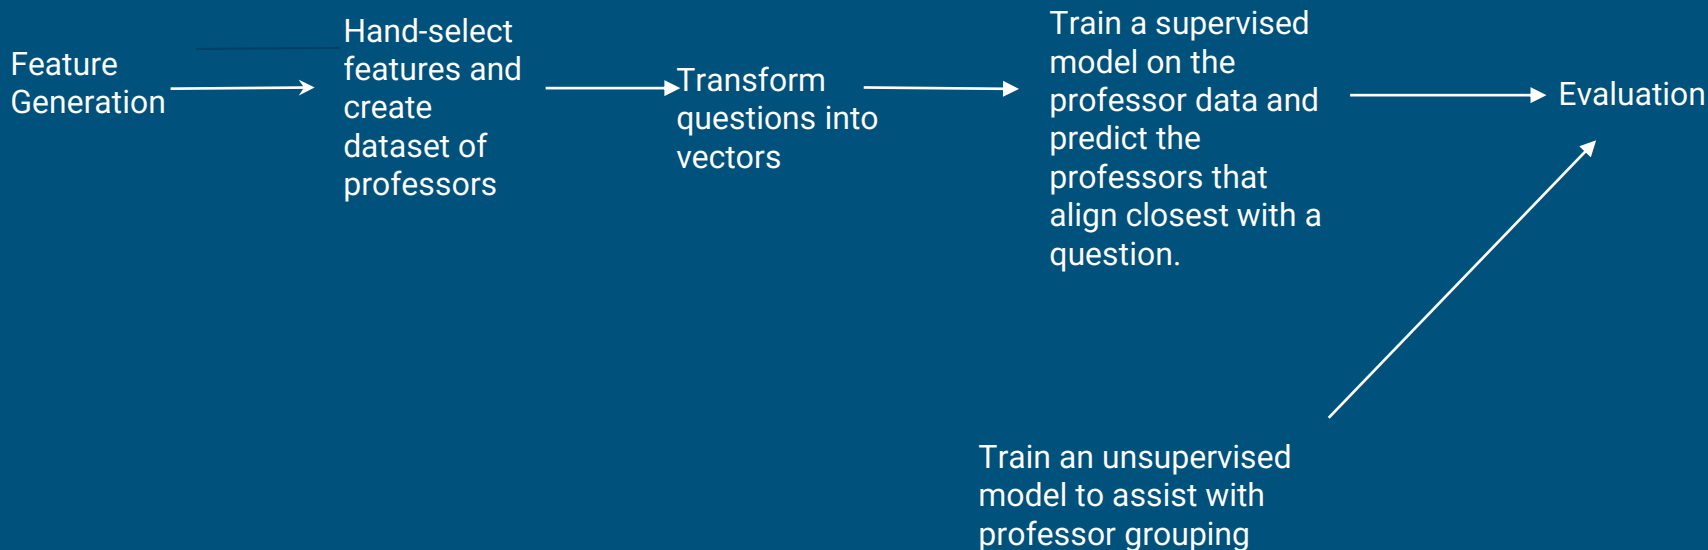 Feature
Generation
Hand-select
features and
create
dataset of
professors
Transform
questions into
vectors
Train a supervised
model on the
professor data and
predict the
professors that
align closest with a
question.
Evaluation
Train an unsupervised
model to assist with
professor grouping